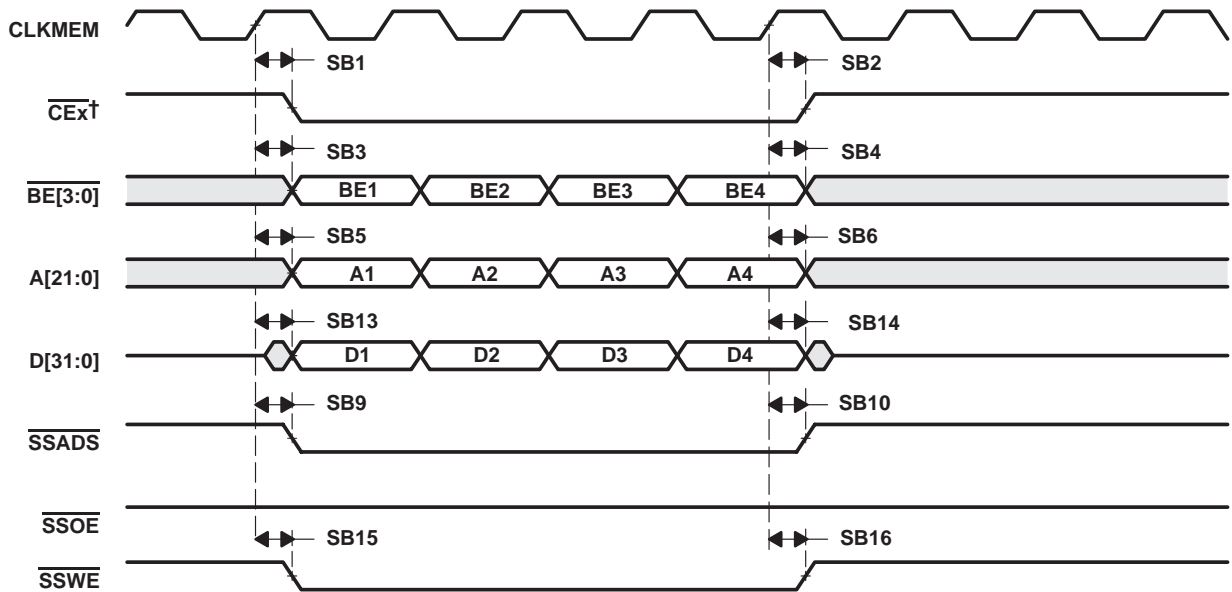 CLKMEM
SB1 SB2
CEx†
SB3 SB4
BE[3:0] BE1 BE2 BE3 BE4
SB5 SB6
A[21:0] A1 A2 A3 A4
SB13 SB14
D[31:0] D1 D2 D3 D4
SB9 SB10
SSADS
SSOE
SB15 SB16
SSWE